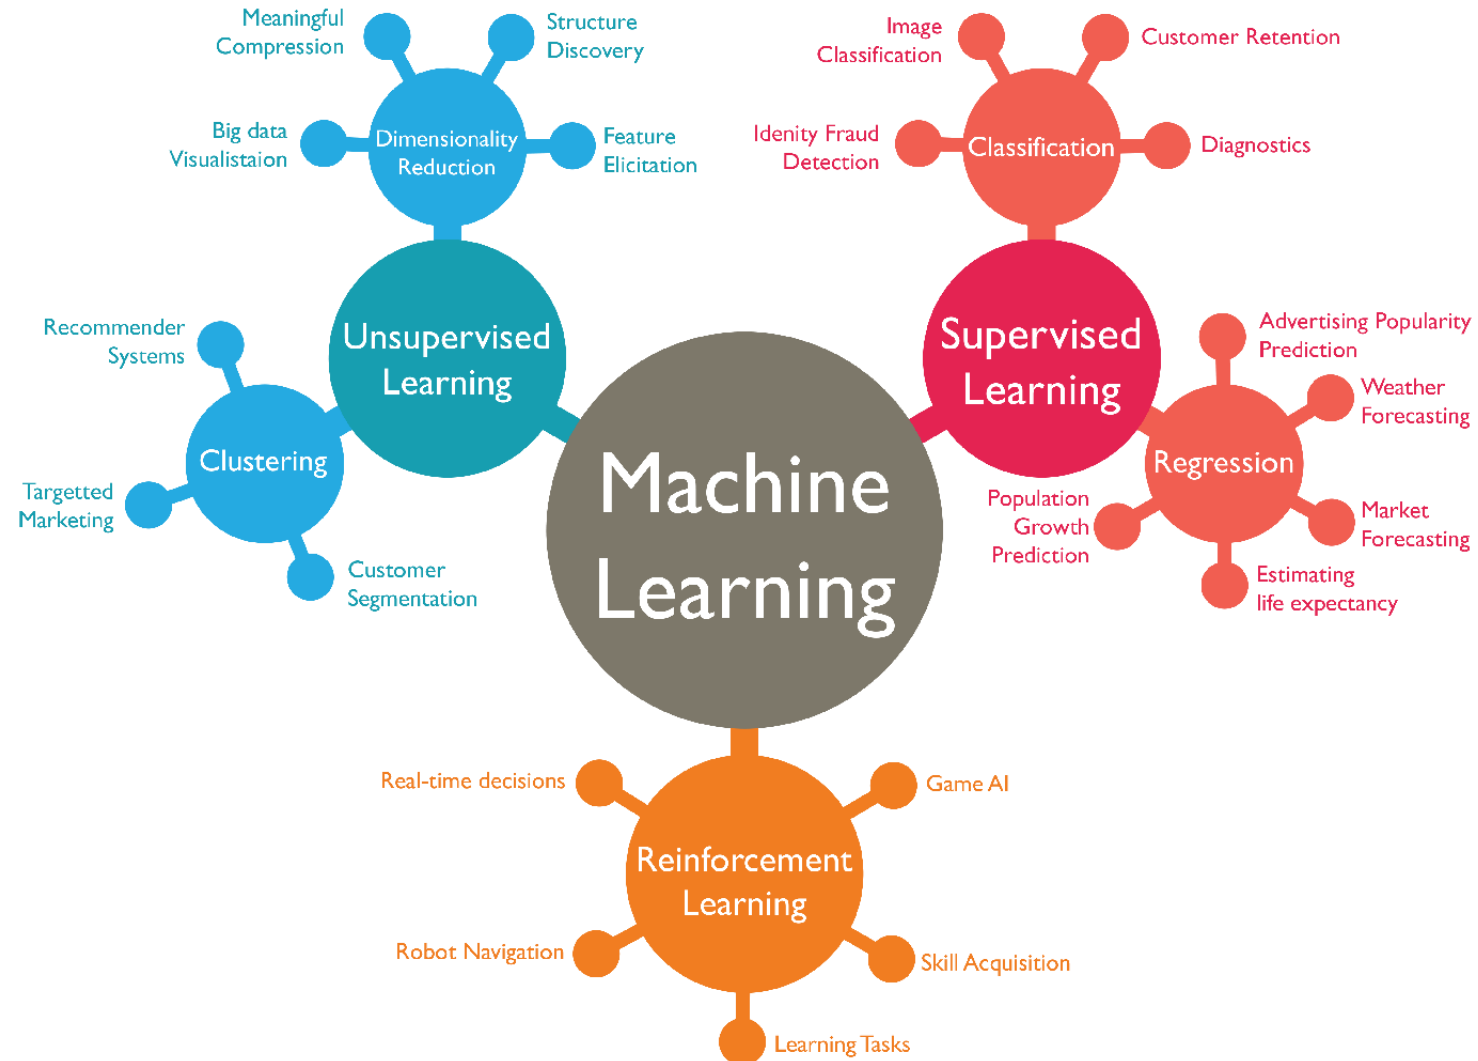 Meaningful
Compression
Structure
Discovery
Big data
Visualistaion
Dimensionality
Reduction
Feature
Elicitation
Image
Classification
Customer Retention
Idenity Fraud
Detection
Classification
Diagnostics
Unsupervised
Learning
Supervised
Learning
Recommender
Systems
Clustering
Targetted
Marketing
Customer
Segmentation
Advertising Popularity
Prediction
Weather
Forecasting
Regression
Population
Growth
Prediction
Market
Forecasting
Estimating
life expectancy
Machine
Learning
Real-time decisions
Game AI
Reinforcement
Learning
Robot Navigation
Skill Acquisition
Learning Tasks